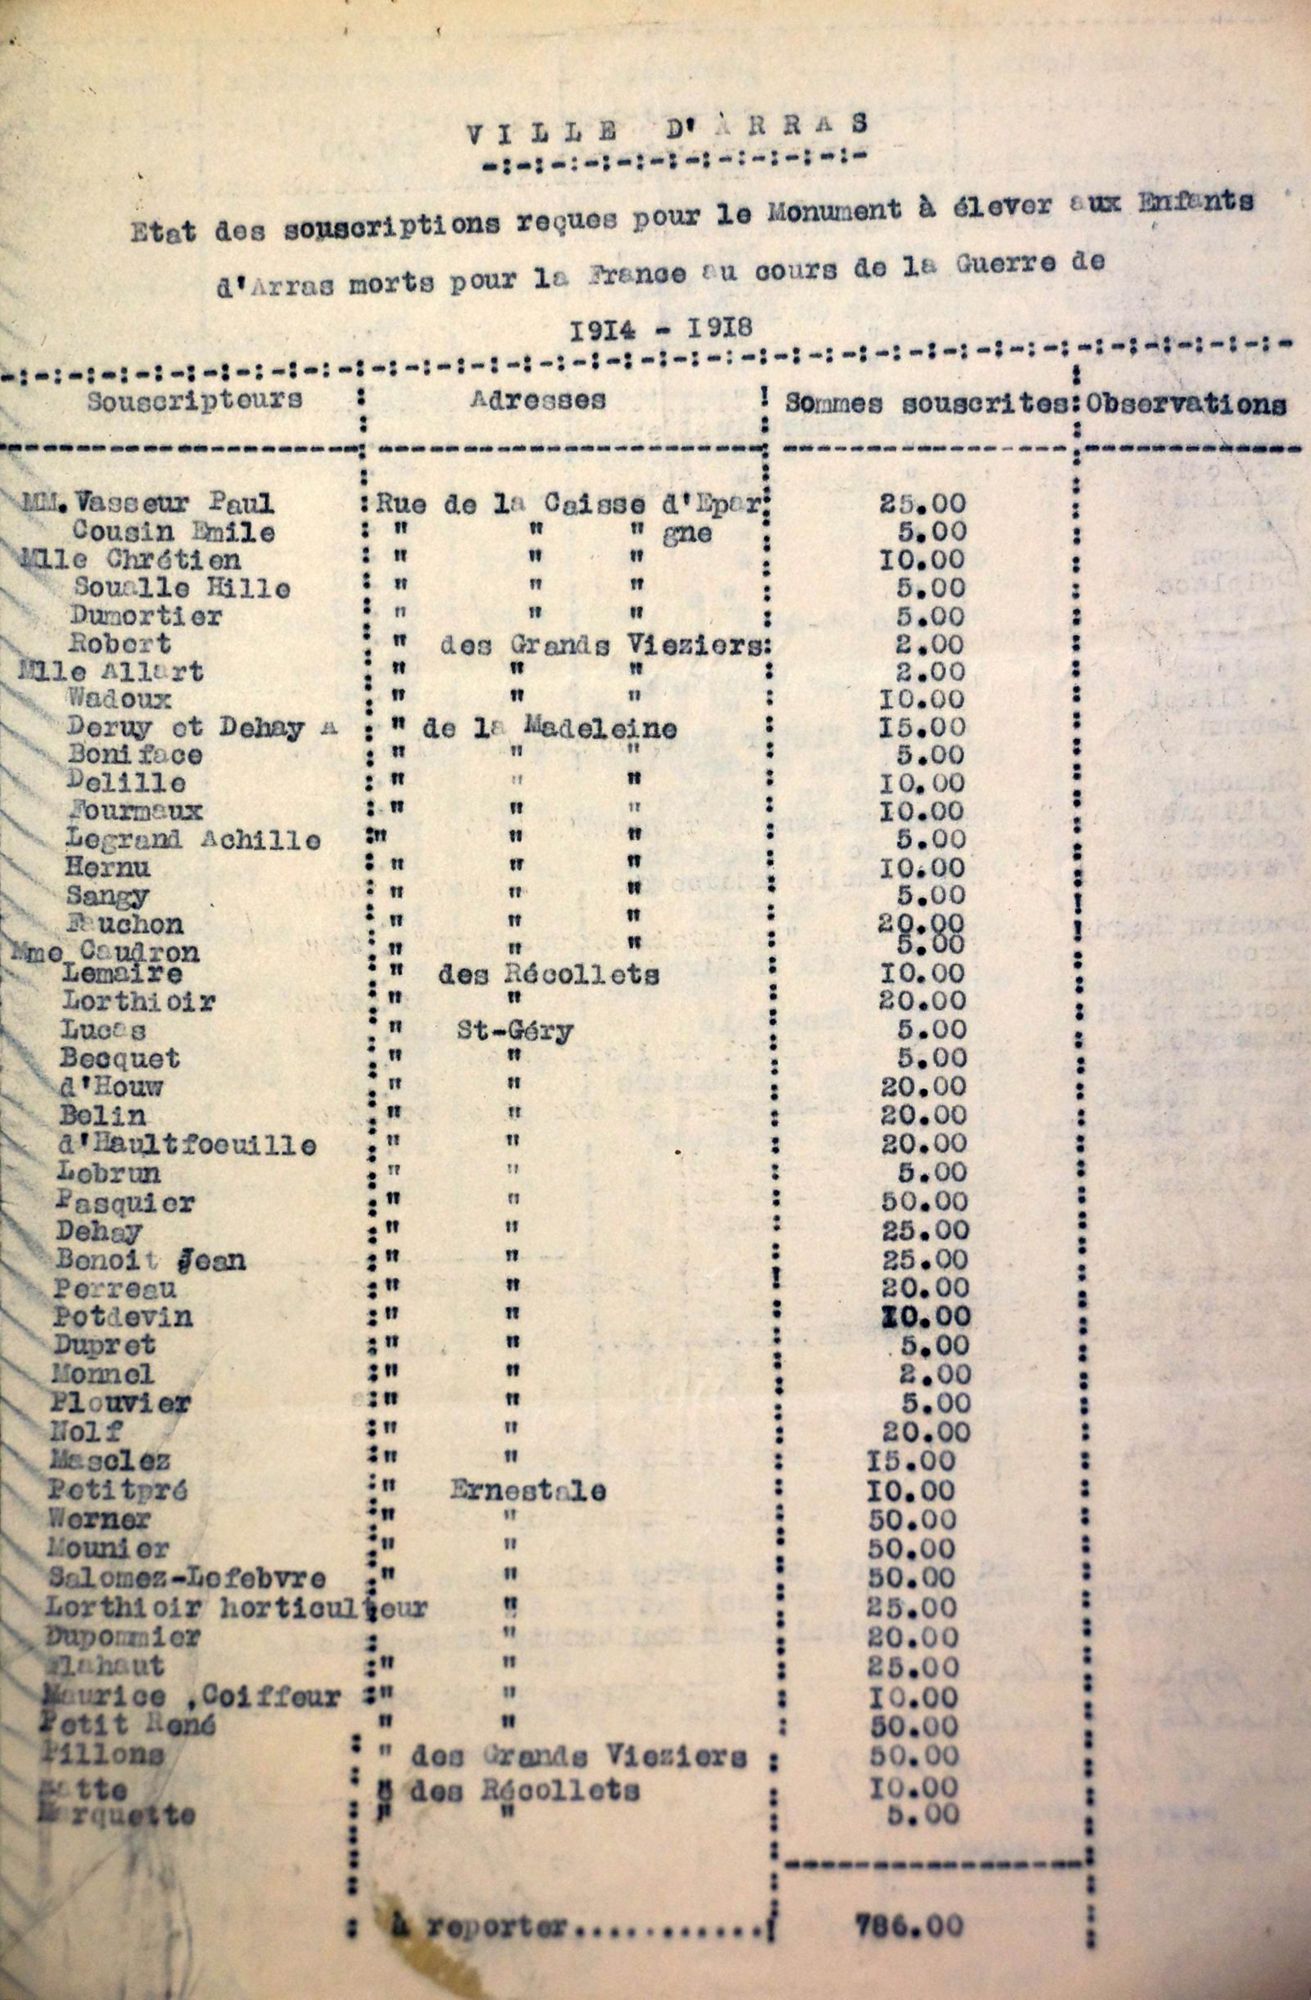 VILLE D'ARRAS
-:-:-:-:-:-:-:-:-:-:-:-
Etat des souscriptions reçues pour le Monument à élever aux Enfants
d'Arras morts pour la France au cours de la Guerre de
1914 - 1918
Souscripteurs : Adresses ! Sommes souscrites: Observations
MM. Vasseur Paul : Rue de la Caisse d'Epar: 25.00
Cousin Emile : " " " gne 5.00
Mlle Chrétien : " " " 10.00
Soualle Hille : " " " 5.00
Dumortier : " " " 5.00
Robert : " des Grands Vieziers: 2.00
Mlle Allart : " " " 2.00
Wadoux : " " " 10.00
Deruy et Dehay A : " de la Madeleine 15.00
Boniface : " " " 5.00
Delille : " " " 10.00
Fourmaux : " " " 10.00
Legrand Achille :" " " 5.00
Hernu : " " " 10.00
Sangy : " " " 5.00
Fauchon : " " " 20.00
Mme Caudron : " " " 5.00
Lemaire : " des Récollets 10.00
Lorthioir : " " 20.00
Lucas : " St-Géry 5.00
Becquet : " " 5.00
d'Houw : " " 20.00
Belin : " " 20.00
d'Haultfoeuille : " " 20.00
Lebrun : " " 5.00
Pasquier : " " 50.00
Dehay : " " 25.00
Benoit Jean : " " 25.00
Perreau : " " 20.00
Potdevin : " " 10.00
Dupret : " " 5.00
Monnel : " " 2.00
Plouvier : " " 5.00
Nolf : " " 20.00
Masclez : " " 15.00
Petitpré : " Ernestale 10.00
Werner : " " 50.00
Mounier : " " 50.00
Salomez-Lefebvre : " " 50.00
Lorthioir horticulteur " 25.00
Dupommier : " 20.00
Flahaut : " " 25.00
Maurice ,Coiffeur : " " 10.00
Petit René " " 50.00
Pillons : " des Grands Vieziers : 50.00
: " des Récollets 10.00
Marquette : " " 5.00
: à reporter...........! 786.00